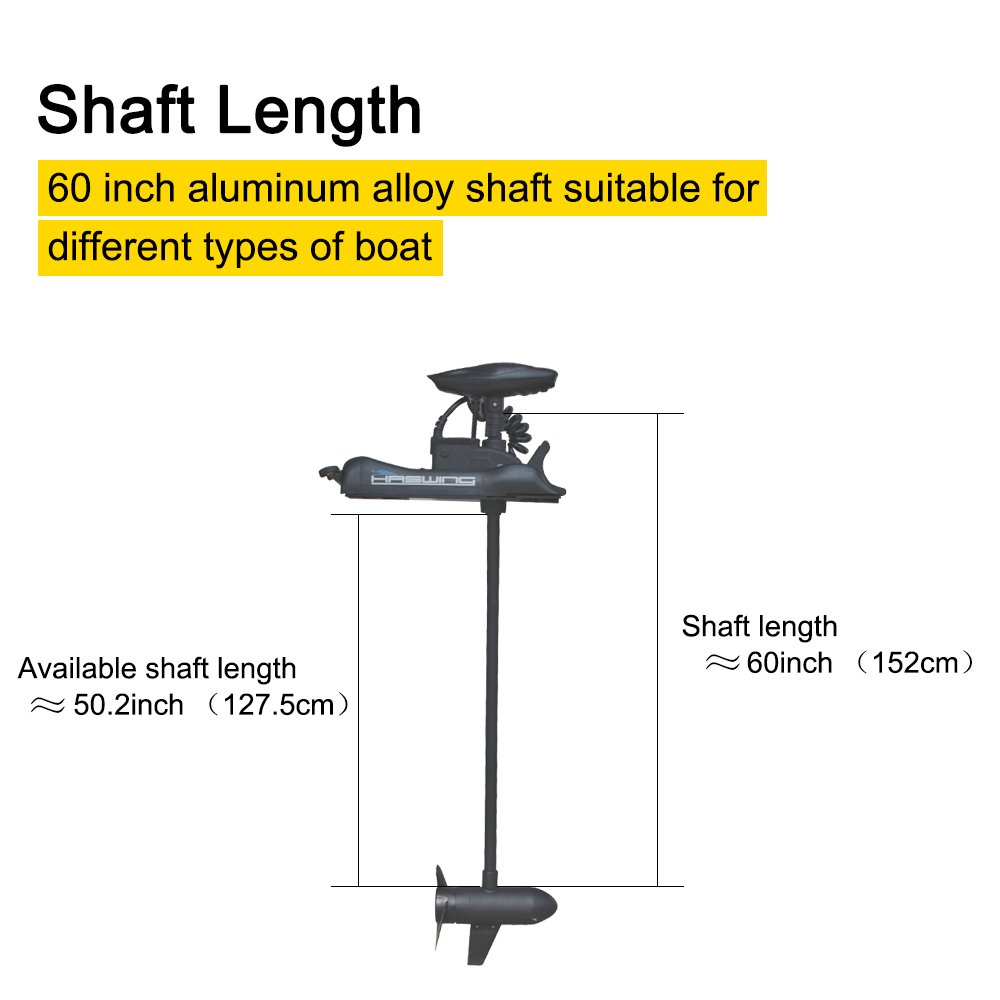 Shaft Length
60 inch aluminum alloy shaft suitable for
different types of boat
HASWING
Shaft length
≈60inch（152cm）
Available shaft length
≈50.2inch（127.5cm）